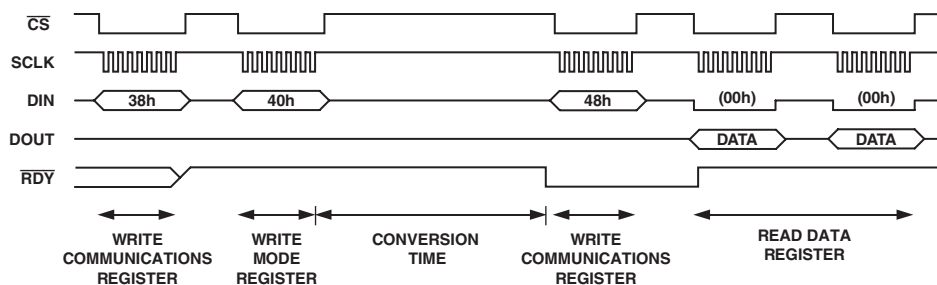 CS
SCLK
DIN
38h
40h
48h
(00h)
(00h)
DOUT
DATA
DATA
RDY
WRITE
COMMUNICATIONS
REGISTER
WRITE
MODE
REGISTER
CONVERSION
TIME
WRITE
COMMUNICATIONS
REGISTER
READ DATA
REGISTER